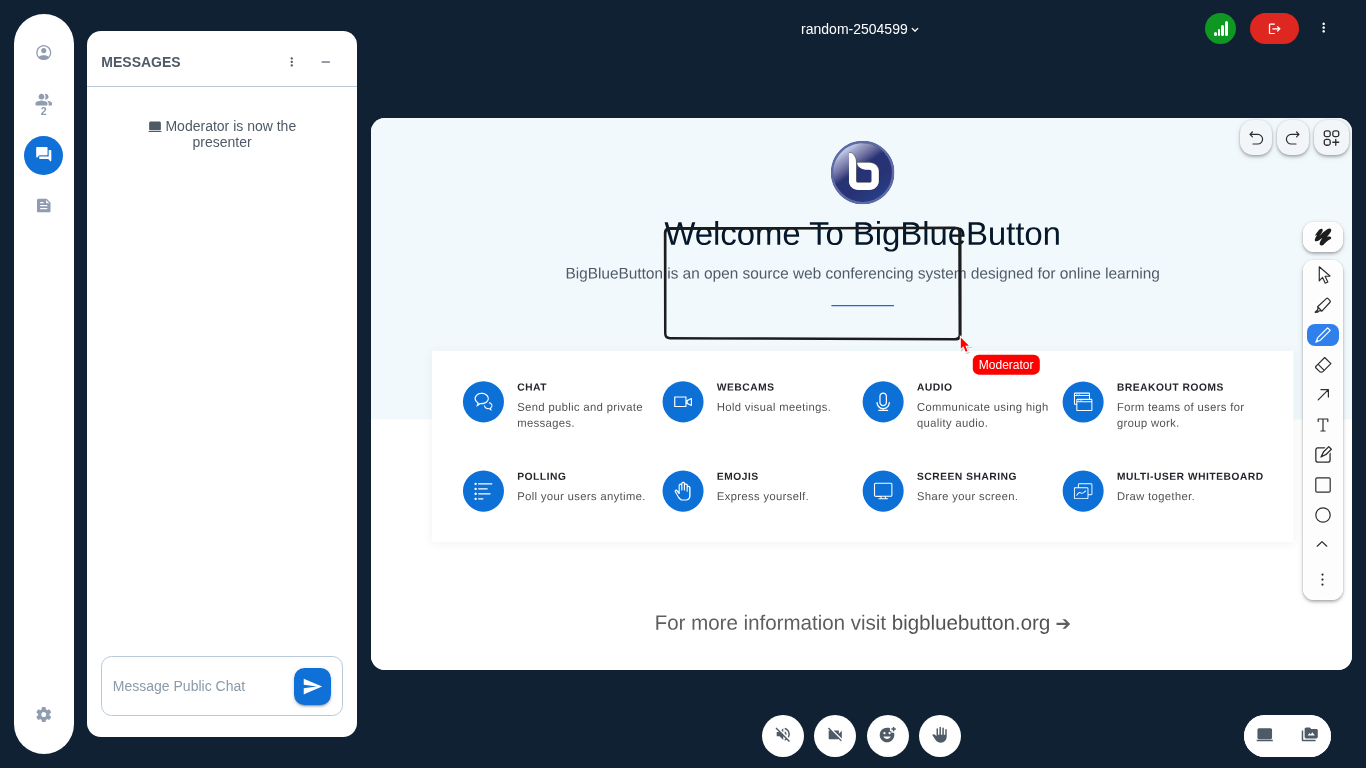 random-2504599
2
MESSAGES
Moderator is now the
presenter
Message Public Chat
Welcome To BigBlueButton
BigBlueButton is an open source web conferencing system designed for online learning
Moderator
CHAT
Send public and private
messages.
WEBCAMS
Hold visual meetings.
AUDIO
Communicate using high
quality audio.
BREAKOUT ROOMS
Form teams of users for
group work.
POLLING
Poll your users anytime.
EMOJIS
Express yourself.
SCREEN SHARING
Share your screen.
MULTI-USER WHITEBOARD
Draw together.
For more information visit bigbluebutton.org ➔